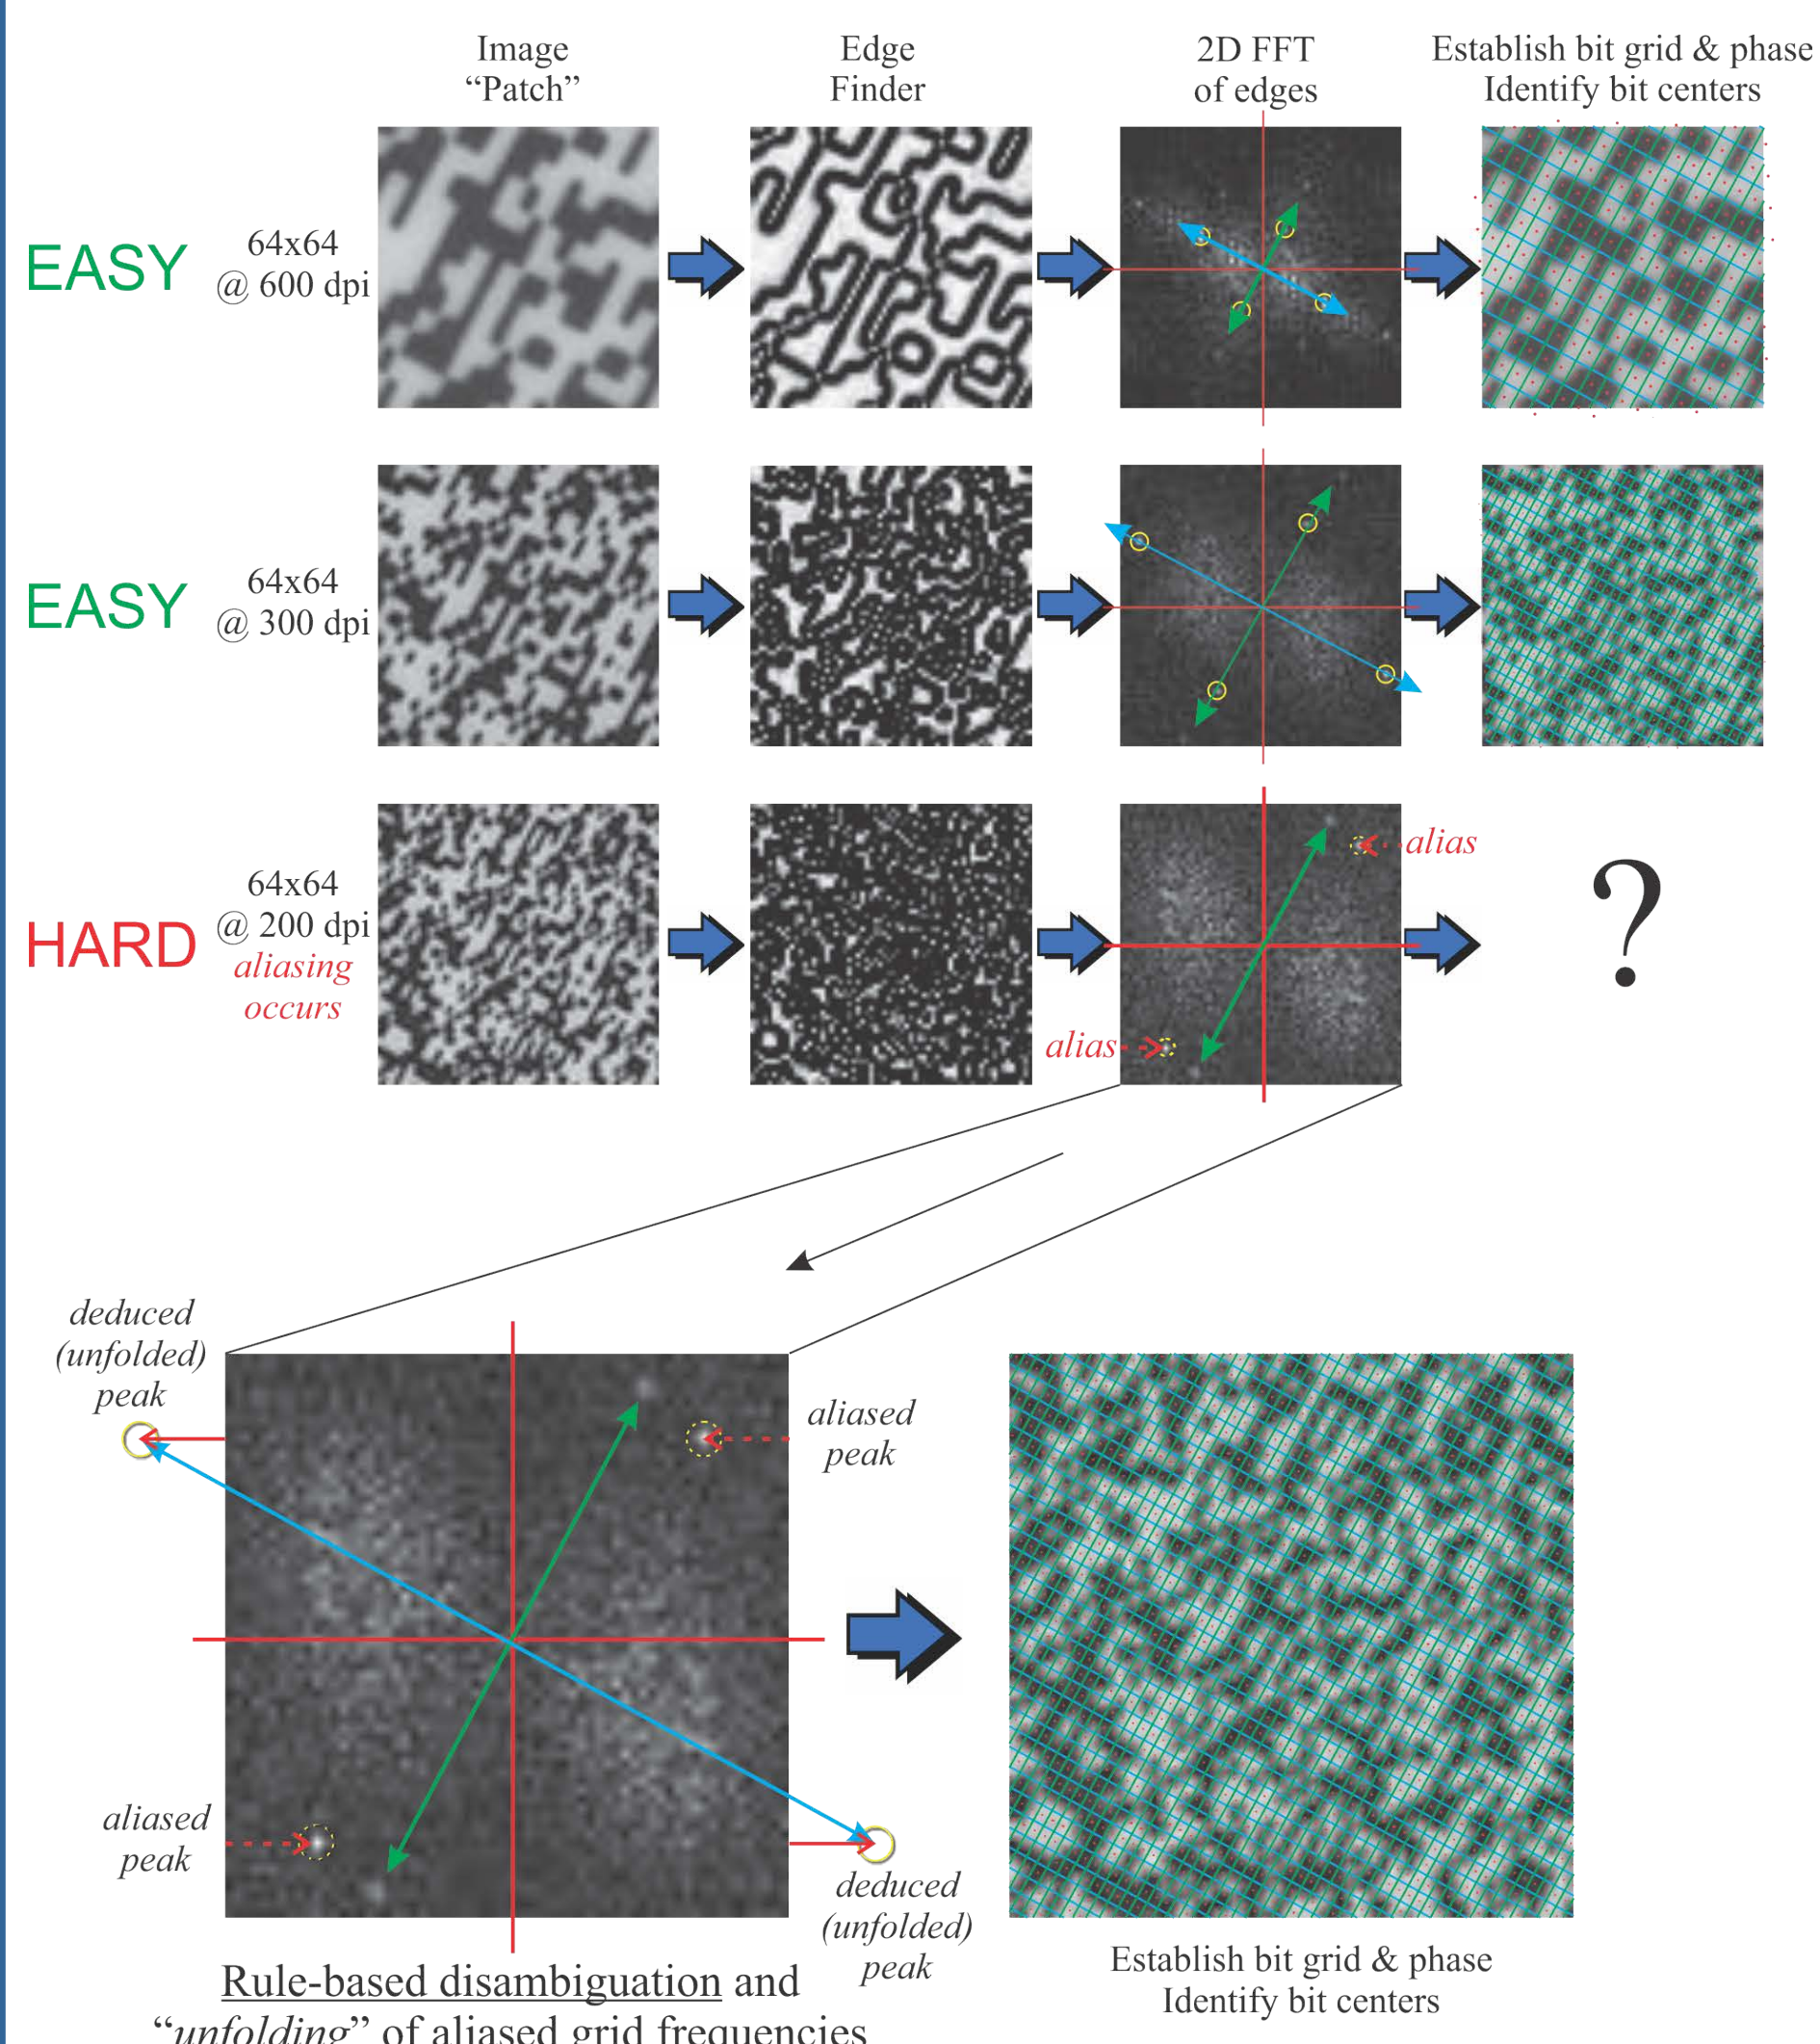 Image
“Patch”
Edge
Finder
2D FFT
of edges
Establish bit grid & phase
Identify bit centers
EASY
64x64
@ 600 dpi
EASY
64x64
@ 300 dpi
HARD
64x64
@ 200 dpi
aliasing
occurs
alias
alias
?
deduced
(unfolded)
peak
aliased
peak
aliased
peak
deduced
(unfolded)
peak
Establish bit grid & phase
Identify bit centers
Rule-based disambiguation and
“unfolding” of aliased grid frequencies